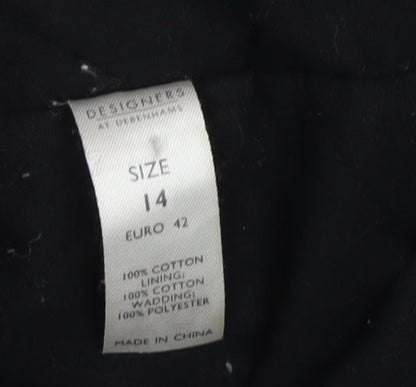 DESIGNERS
AT DEBENHAMS
SIZE
14
EURO 42
100% COTTON
LINING:
100% COTTON
WADDING:
100% POLYESTER
MADE IN CHINA